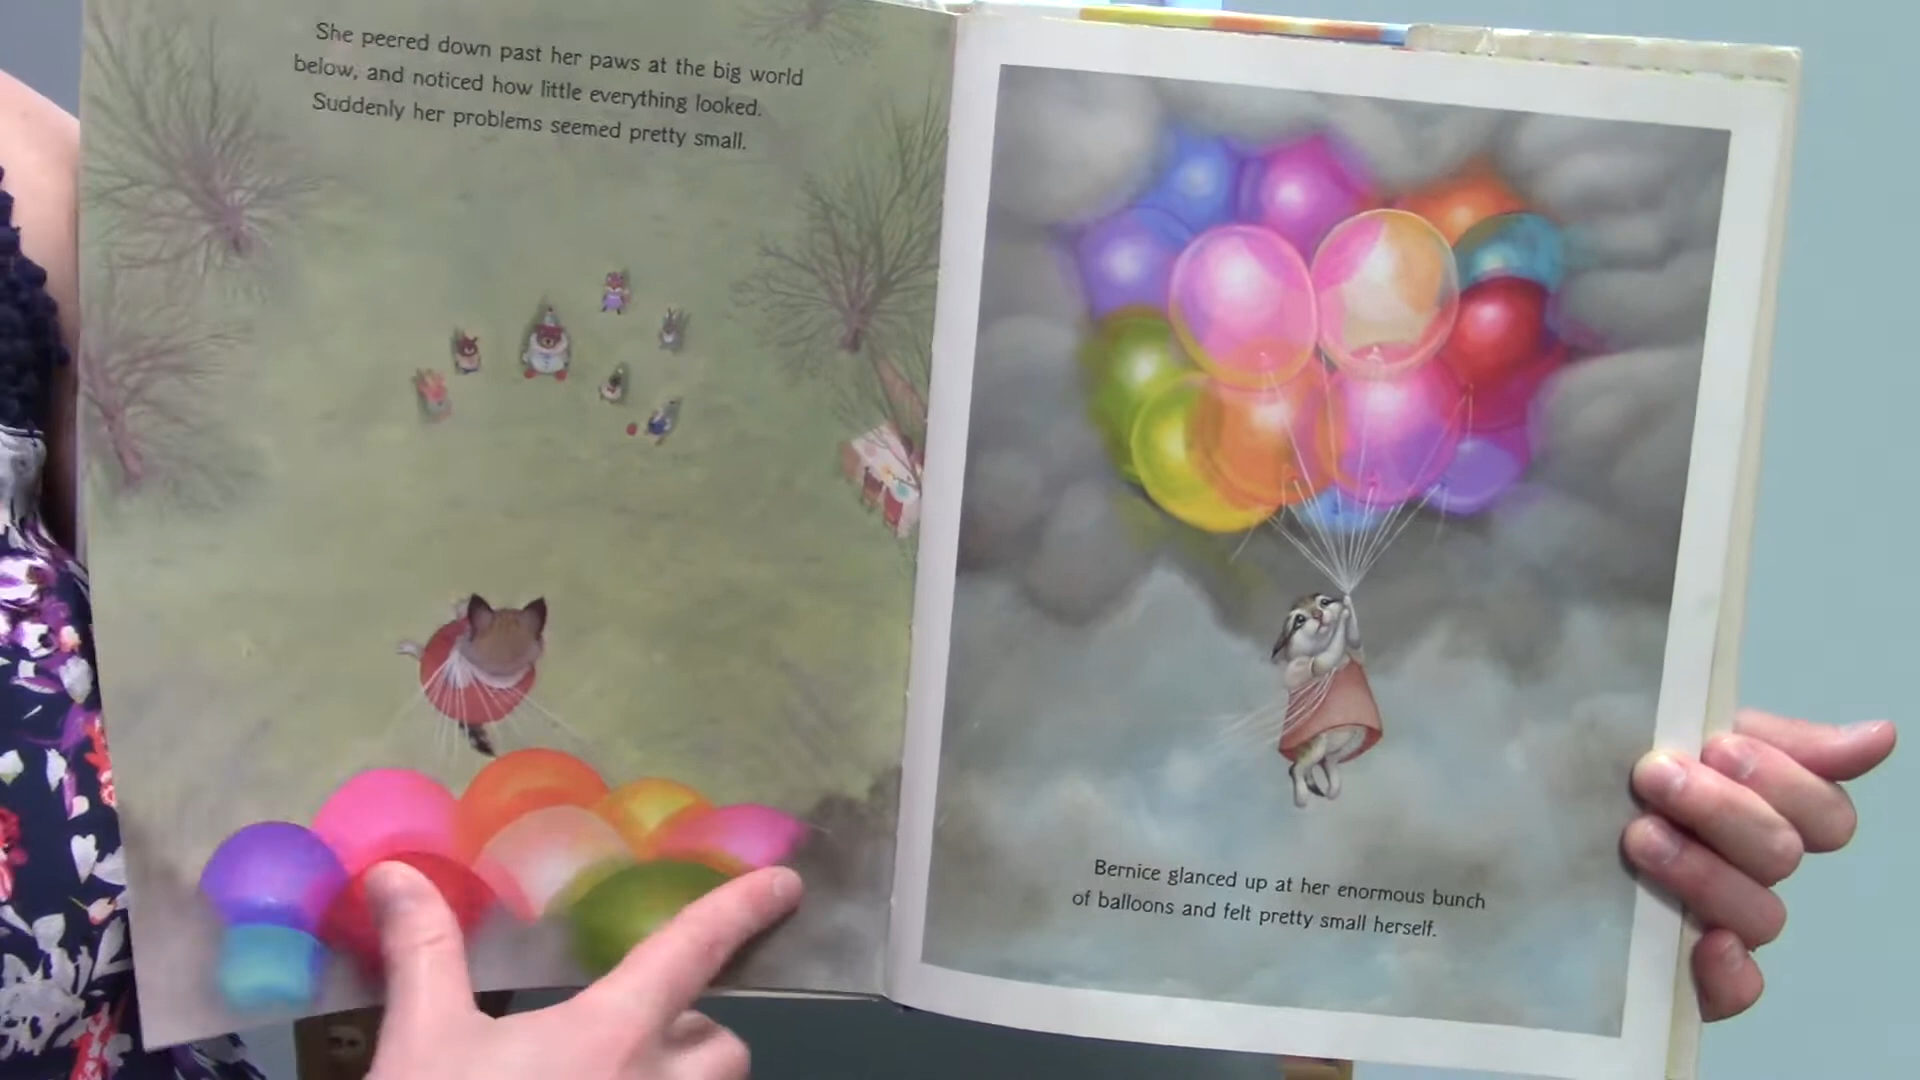 She peered down past her paws at the big world
below, and noticed how little everything looked.
Suddenly her problems seemed pretty small.
Bernice glanced up at her enormous bunch
of balloons and felt pretty small herself.